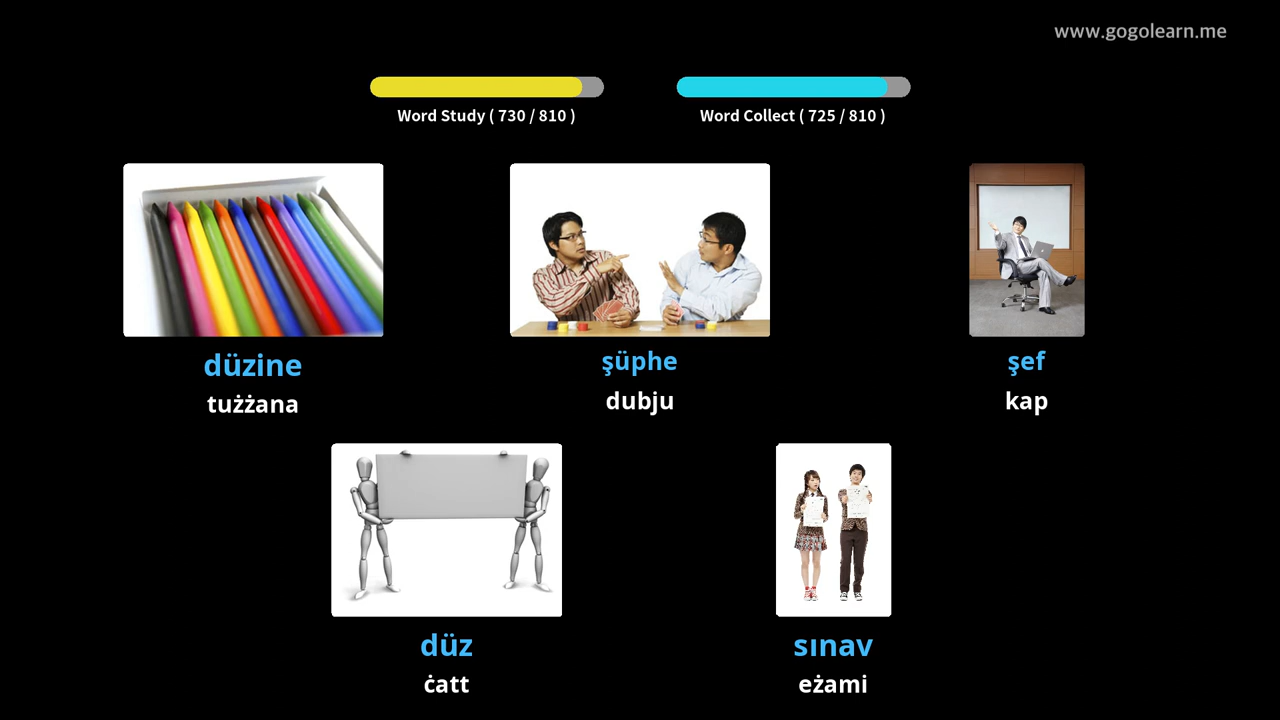 www.gogolearn.me
Word Study ( 730 / 810 )
Word Collect ( 725 / 810 )
düzine
tużżana
şüphe
dubju
şef
kap
düz
ċatt
sınav
eżami